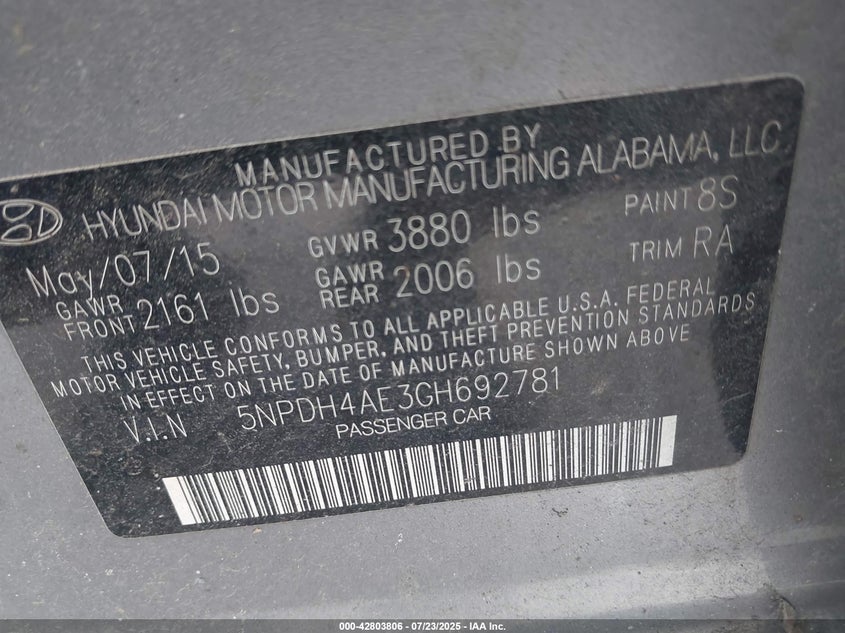 MANUFACTURED BY
HYUNDAI MOTOR MANUFACTURING ALABAMA, LLC
May/07/15 GVWR 3880 lbs PAINT 8S
GAWR FRONT 2161 lbs GAWR REAR 2006 lbs TRIM RA
THIS VEHICLE CONFORMS TO ALL APPLICABLE U.S.A. FEDERAL
MOTOR VEHICLE SAFETY, BUMPER, AND THEFT PREVENTION STANDARDS
IN EFFECT ON THE DATE OF MANUFACTURE SHOWN ABOVE
V.I.N 5NPDH4AE3GH692781
PASSENGER CAR
000-42803806 - 07/23/2025 - IAA Inc.